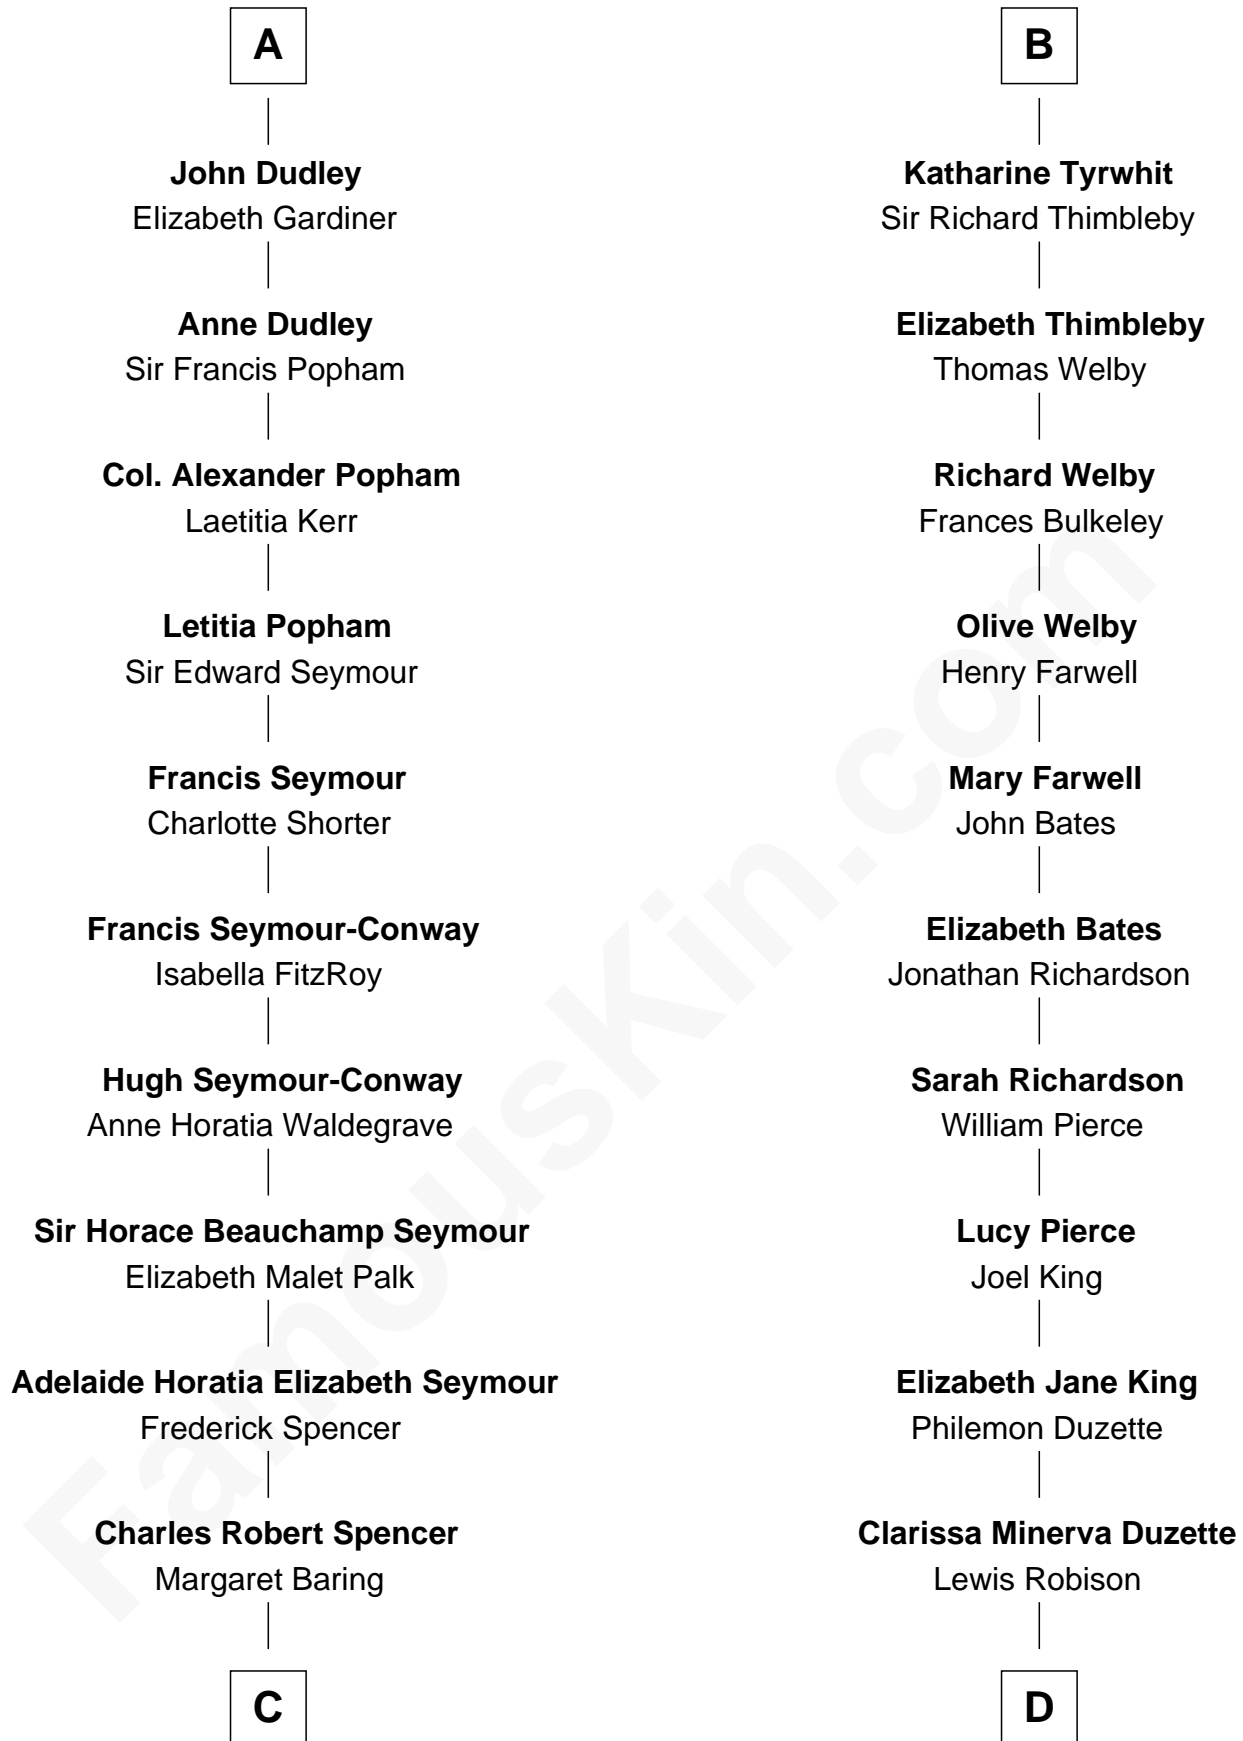 A
John Dudley
Elizabeth Gardiner
Anne Dudley
Sir Francis Popham
Col. Alexander Popham
Laetitia Kerr
Letitia Popham
Sir Edward Seymour
Francis Seymour
Charlotte Shorter
Francis Seymour-Conway
Isabella FitzRoy
Hugh Seymour-Conway
Anne Horatia Waldegrave
Sir Horace Beauchamp Seymour
Elizabeth Malet Palk
Adelaide Horatia Elizabeth Seymour
Frederick Spencer
Charles Robert Spencer
Margaret Baring
C
B
Katharine Tyrwhit
Sir Richard Thimbleby
Elizabeth Thimbleby
Thomas Welby
Richard Welby
Frances Bulkeley
Olive Welby
Henry Farwell
Mary Farwell
John Bates
Elizabeth Bates
Jonathan Richardson
Sarah Richardson
William Pierce
Lucy Pierce
Joel King
Elizabeth Jane King
Philemon Duzette
Clarissa Minerva Duzette
Lewis Robison
D
FamousKin.com